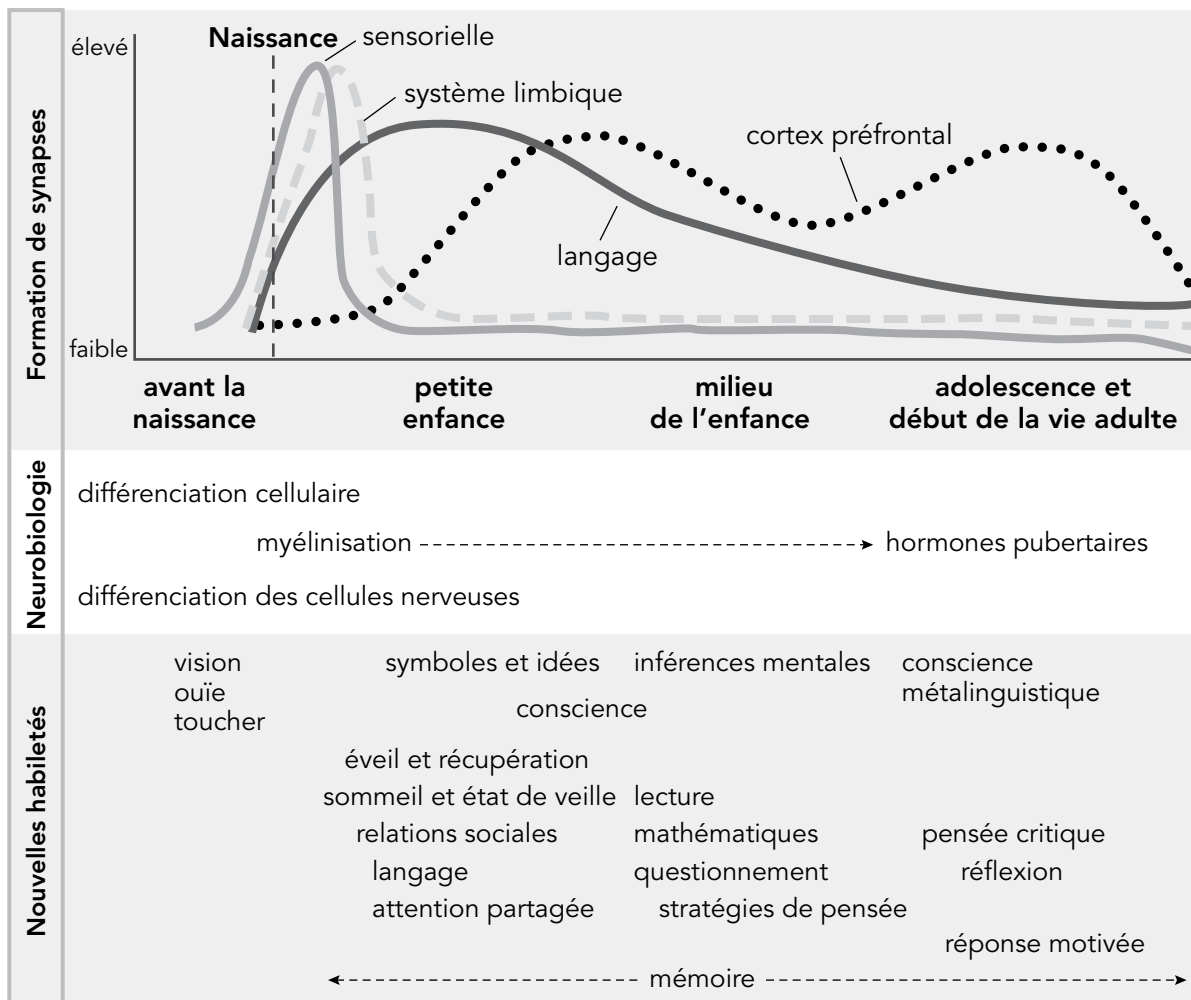 Formation de synapses
élevé
Naissance
sensorielle
système limbique
cortex préfrontal
langage
faible
avant la
naissance
petite
enfance
milieu
de l'enfance
adolescence et
début de la vie adulte
Neurobiologie
différenciation cellulaire
myélinisation
hormones pubertaires
différenciation des cellules nerveuses
Nouvelles habiletés
vision
ouïe
toucher
symboles et idées
conscience
éveil et récupération
sommeil et état de veille
relations sociales
langage
attention partagée
inférences mentales
lecture
mathématiques
questionnement
stratégies de pensée
conscience
métalinguistique
pensée critique
réflexion
réponse motivée
mémoire